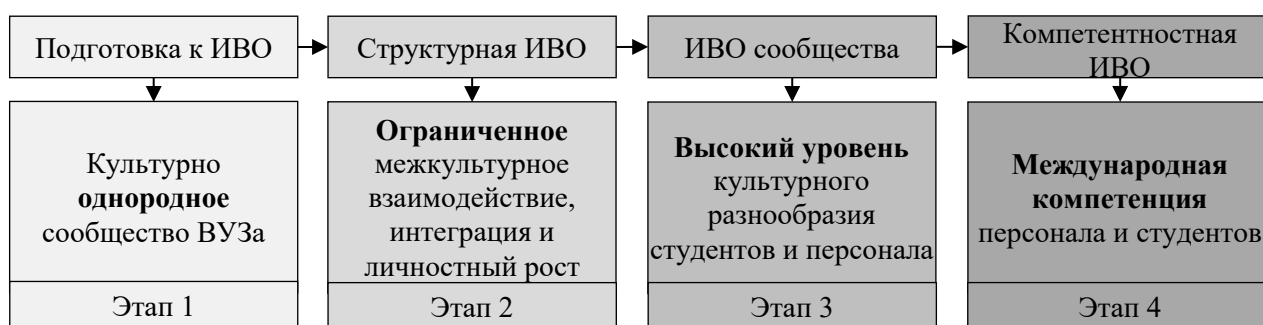 Подготовка к ИВО
Структурная ИВО
ИВО сообщества
Компетентностная
ИВО
Культурно
однородное
сообщество ВУЗа
Ограниченное
межкультурное
взаимодействие,
интеграция и
личностный рост
Высокий уровень
культурного
разнообразия
студентов и персонала
Международная
компетенция
персонала и студентов
Этап 1
Этап 2
Этап 3
Этап 4